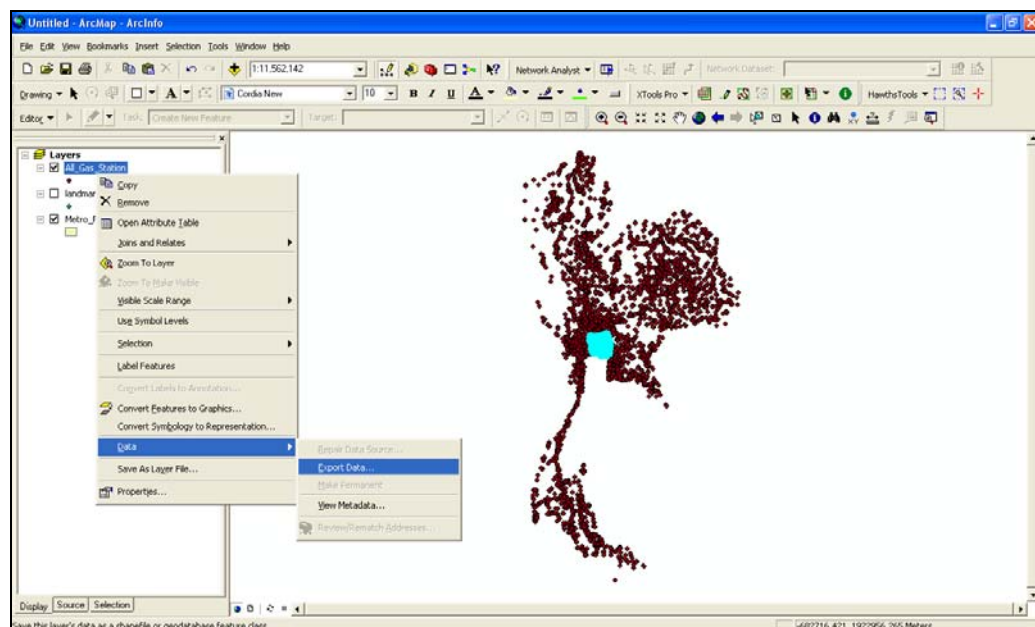 Untitled - ArcMap - ArcInfo
File Edit View Bookmarks Insert Selection Tools Window Help
1:11,562,142 Network Analyst Network Dataset:
Drawing Cordia New 10 B I U A XTools Pro HawthsTools
Editor Task: Create New Feature Target:
Layers
All_Gas_Station
landmar
Metro_
Copy
Remove
Open Attribute Table
Joins and Relates
Zoom To Layer
Zoom To Make Visible
Visible Scale Range
Use Symbol Levels
Selection
Label Features
Convert Labels to Annotation...
Convert Features to Graphics...
Convert Symbology to Representation...
Data
Save As Layer File...
Properties...
Repair Data Source...
Export Data...
Make Permanent
View Metadata...
Review/Rematch Addresses...
Display Source Selection
Save this layer's data as a shapefile or geodatabase feature class
-682716.421 1922956.265 Meters